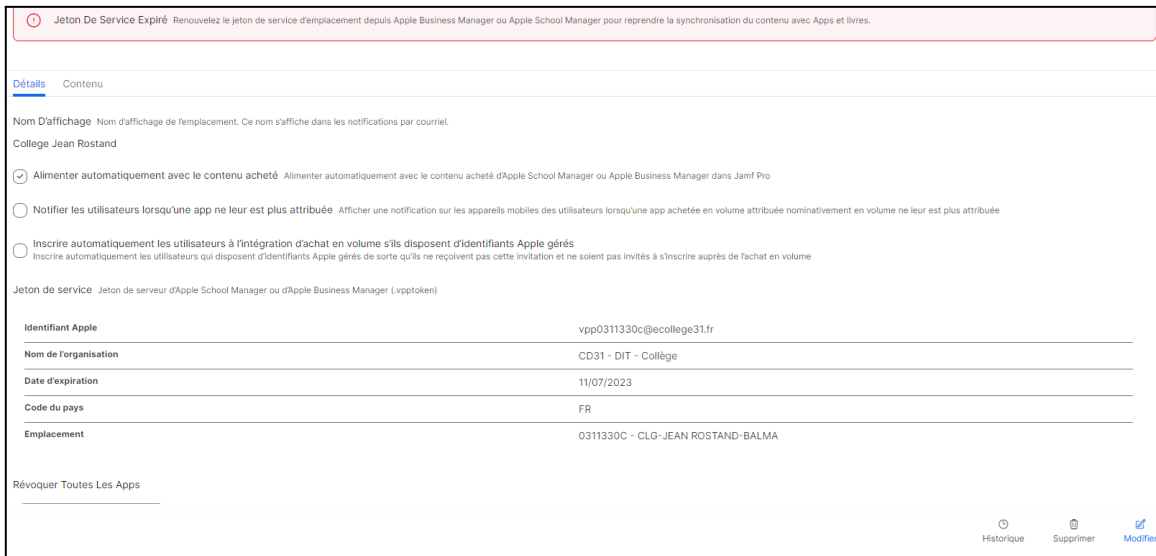 Jeton De Service Expiré Renouvelez le jeton de service d'emplacement depuis Apple Business Manager ou Apple School Manager pour reprendre la synchronisation du contenu avec Apps et livres.
Détails Contenu
Nom D'affichage Nom d'affichage de l'emplacement. Ce nom s'affiche dans les notifications par courriel.
College Jean Rostand
Alimenter automatiquement avec le contenu acheté Alimenter automatiquement avec le contenu acheté d'Apple School Manager ou Apple Business Manager dans Jamf Pro
Notifier les utilisateurs lorsqu'une app ne leur est plus attribuée Afficher une notification sur les appareils mobiles des utilisateurs lorsqu'une app achetée en volume attribuée nominativement en volume ne leur est plus attribuée
Inscrire automatiquement les utilisateurs à l'intégration d'achat en volume s'ils disposent d'identifiants Apple gérés
Inscrire automatiquement les utilisateurs qui disposent d'identifiants Apple gérés de sorte qu'ils ne reçoivent pas cette invitation et ne soient pas invités à s'inscrire auprès de l'achat en volume
Jeton de service Jeton de serveur d'Apple School Manager ou d'Apple Business Manager (.vpptoken)
Identifiant Apple vpp0311330c@ecollege31.fr
Nom de l'organisation CD31 - DIT - Collège
Date d'expiration 11/07/2023
Code du pays FR
Emplacement 0311330C - CLG-JEAN ROSTAND-BALMA
Révoquer Toutes Les Apps
Historique Supprimer Modifier